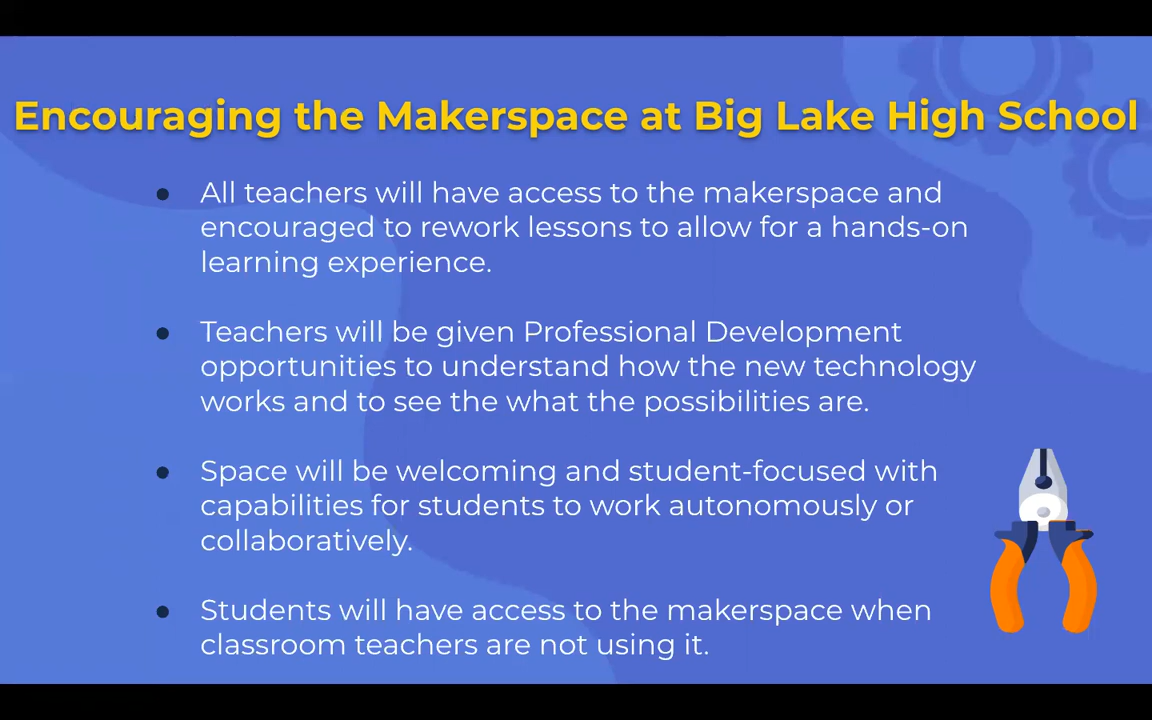 Encouraging the Makerspace at Big Lake High School
● All teachers will have access to the makerspace and
encouraged to rework lessons to allow for a hands-on
learning experience.
● Teachers will be given Professional Development
opportunities to understand how the new technology
works and to see the what the possibilities are.
● Space will be welcoming and student-focused with
capabilities for students to work autonomously or
collaboratively.
● Students will have access to the makerspace when
classroom teachers are not using it.